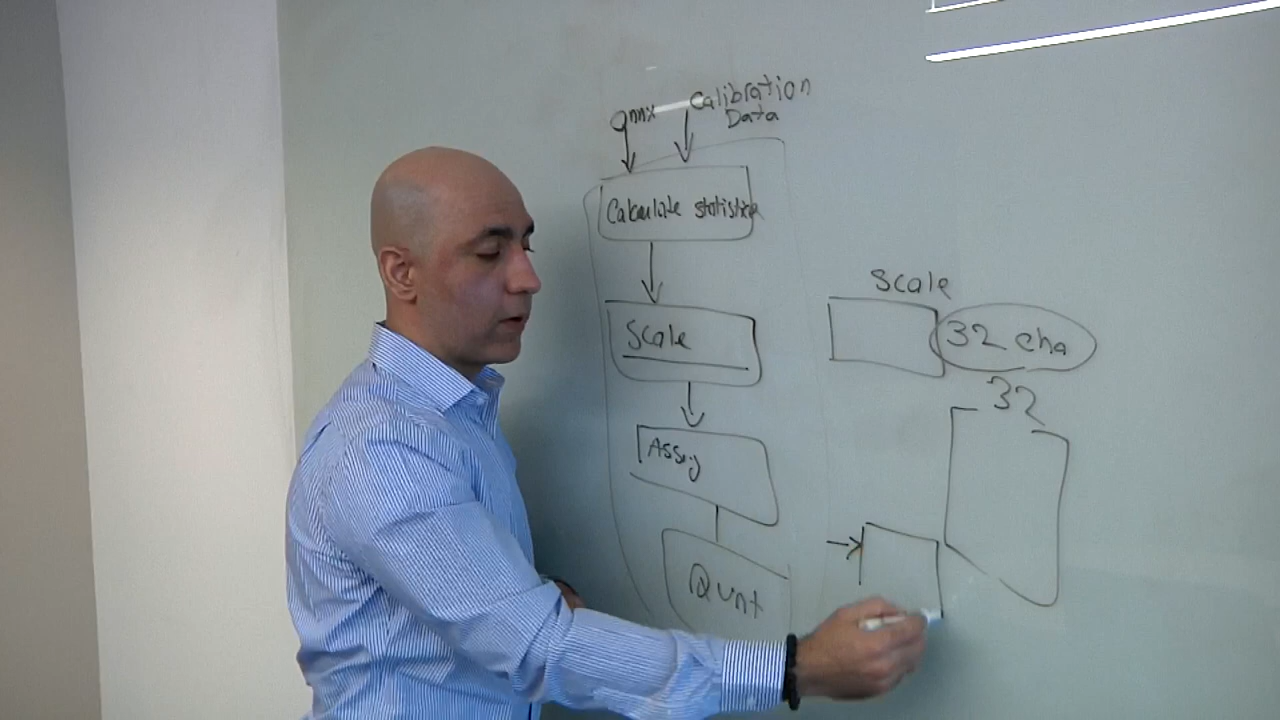 Onnx
Calibration
Data
Calculate statistics
Scale
Assig
Qunt
Scale
32 cha
32